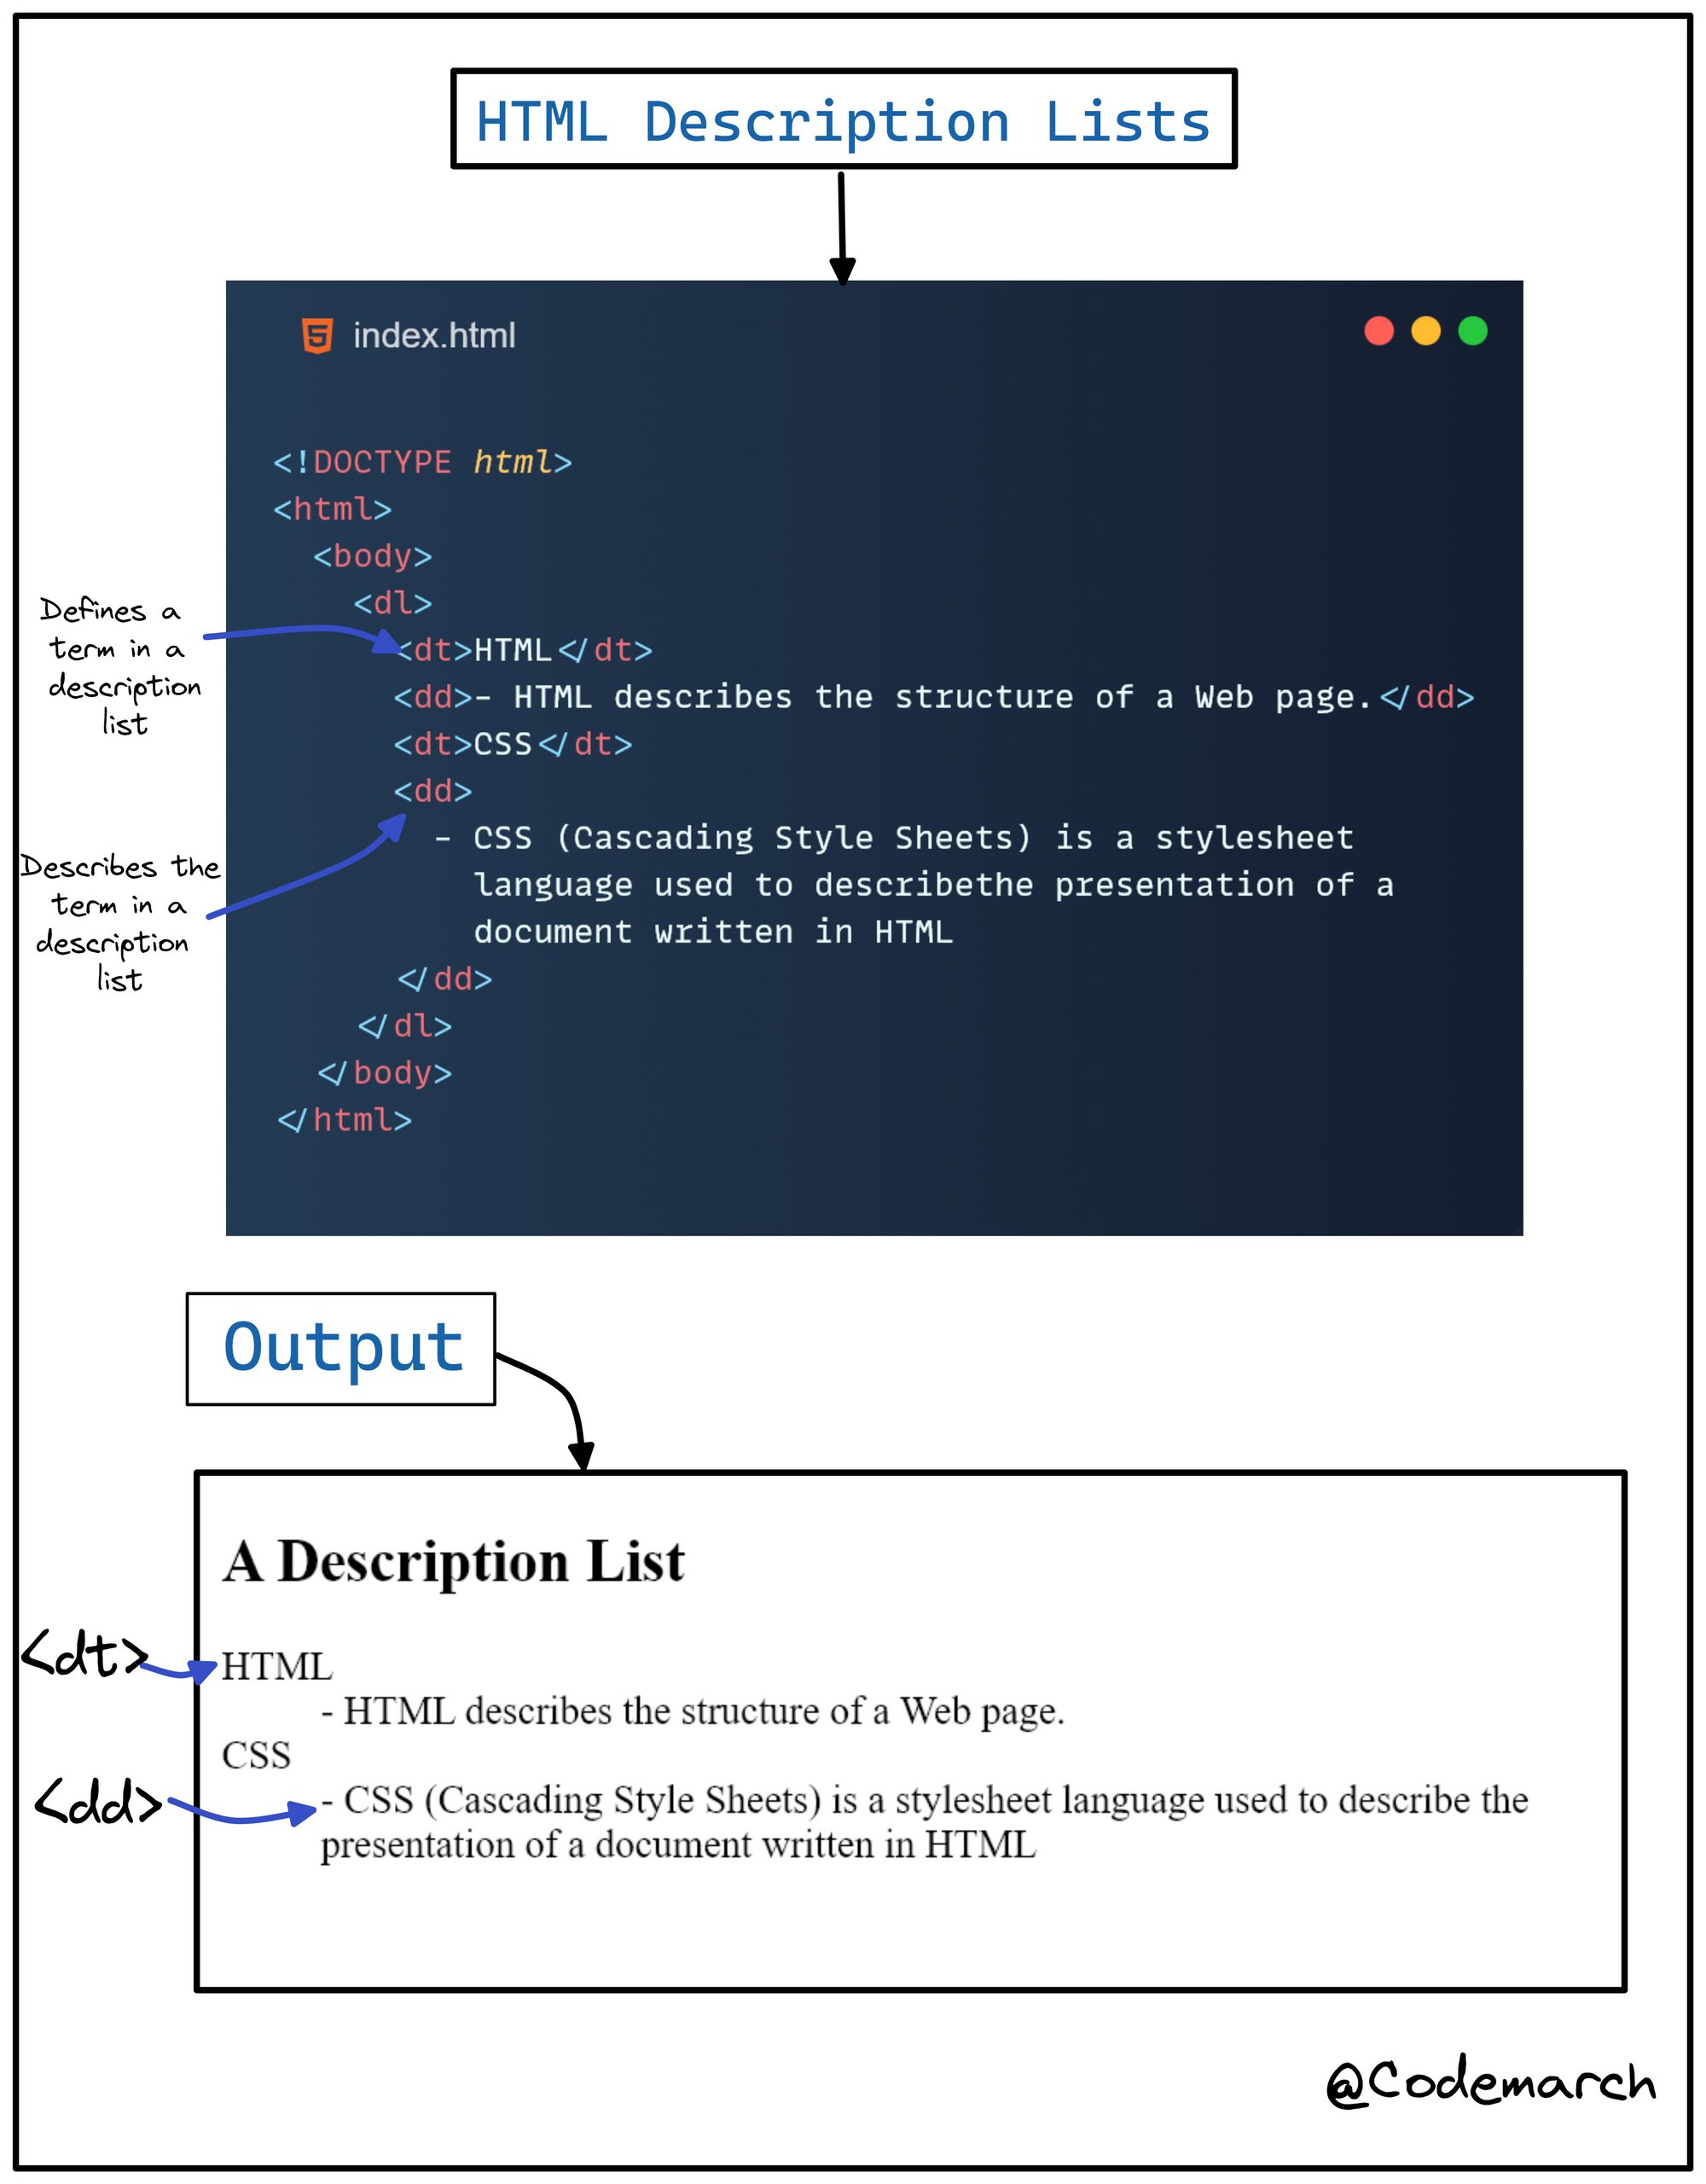 HTML Description Lists
index.html
<!DOCTYPE html>
<html>
<body>
<dl>
Defines a
term in a
description
list
<dt>HTML</dt>
<dd>- HTML describes the structure of a Web page.</dd>
<dt>CSS</dt>
<dd>
Describes the
term in a
description
list
- CSS (Cascading Style Sheets) is a stylesheet
language used to describethe presentation of a
document written in HTML
</dd>
</dl>
</body>
</html>
Output
A Description List
<dt>
HTML
- HTML describes the structure of a Web page.
CSS
<dd>
- CSS (Cascading Style Sheets) is a stylesheet language used to describe the
presentation of a document written in HTML
@Codemarch